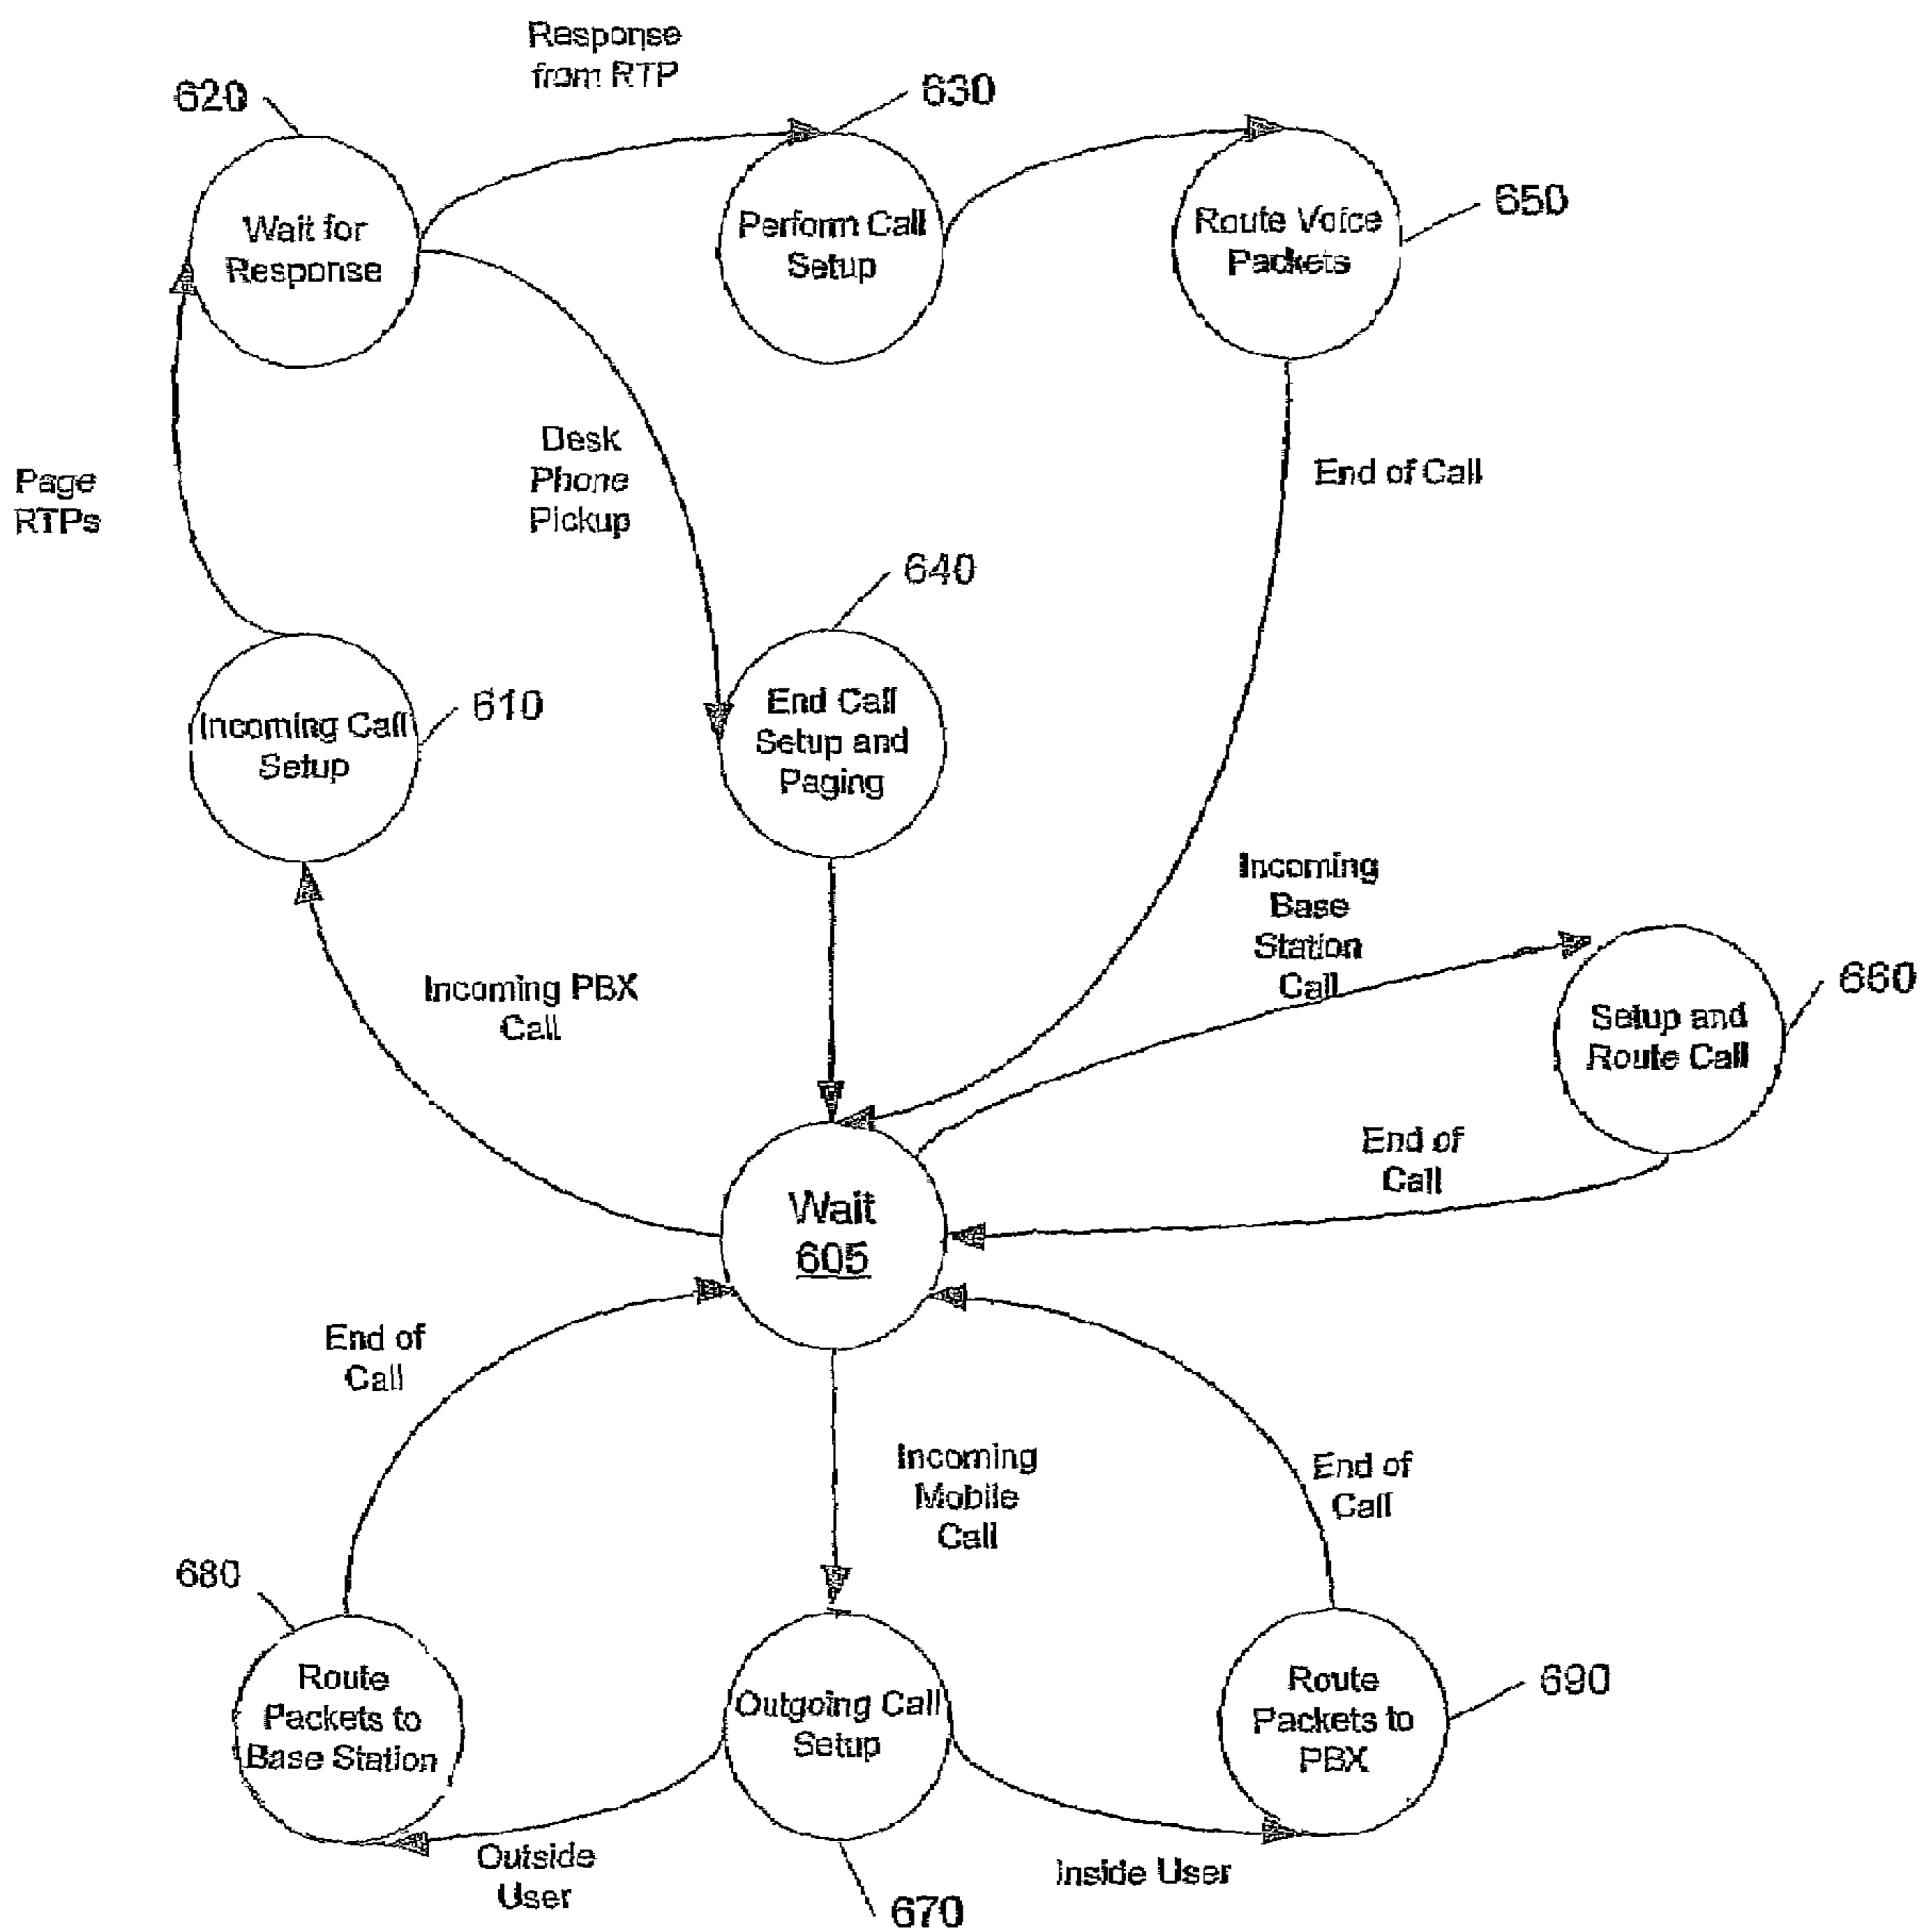 Response
from RTP
620
630
650
Wait for
Response
Perform Call
Setup
Route Voice
Packets
Page
RTPs
Desk
Phone
Pickup
End of Call
640
610
Incoming Call
Setup
End Call
Setup and
Paging
Incoming
Base
Station
Call
660
Incoming PBX
Call
Setup and
Route Call
End of
Call
Wait
605
End of
Call
Incoming
Mobile
Call
End of
Call
680
690
Route
Packets to
Base Station
Outgoing Call
Setup
Route
Packets to
PBX
Outside
User
Inside User
670